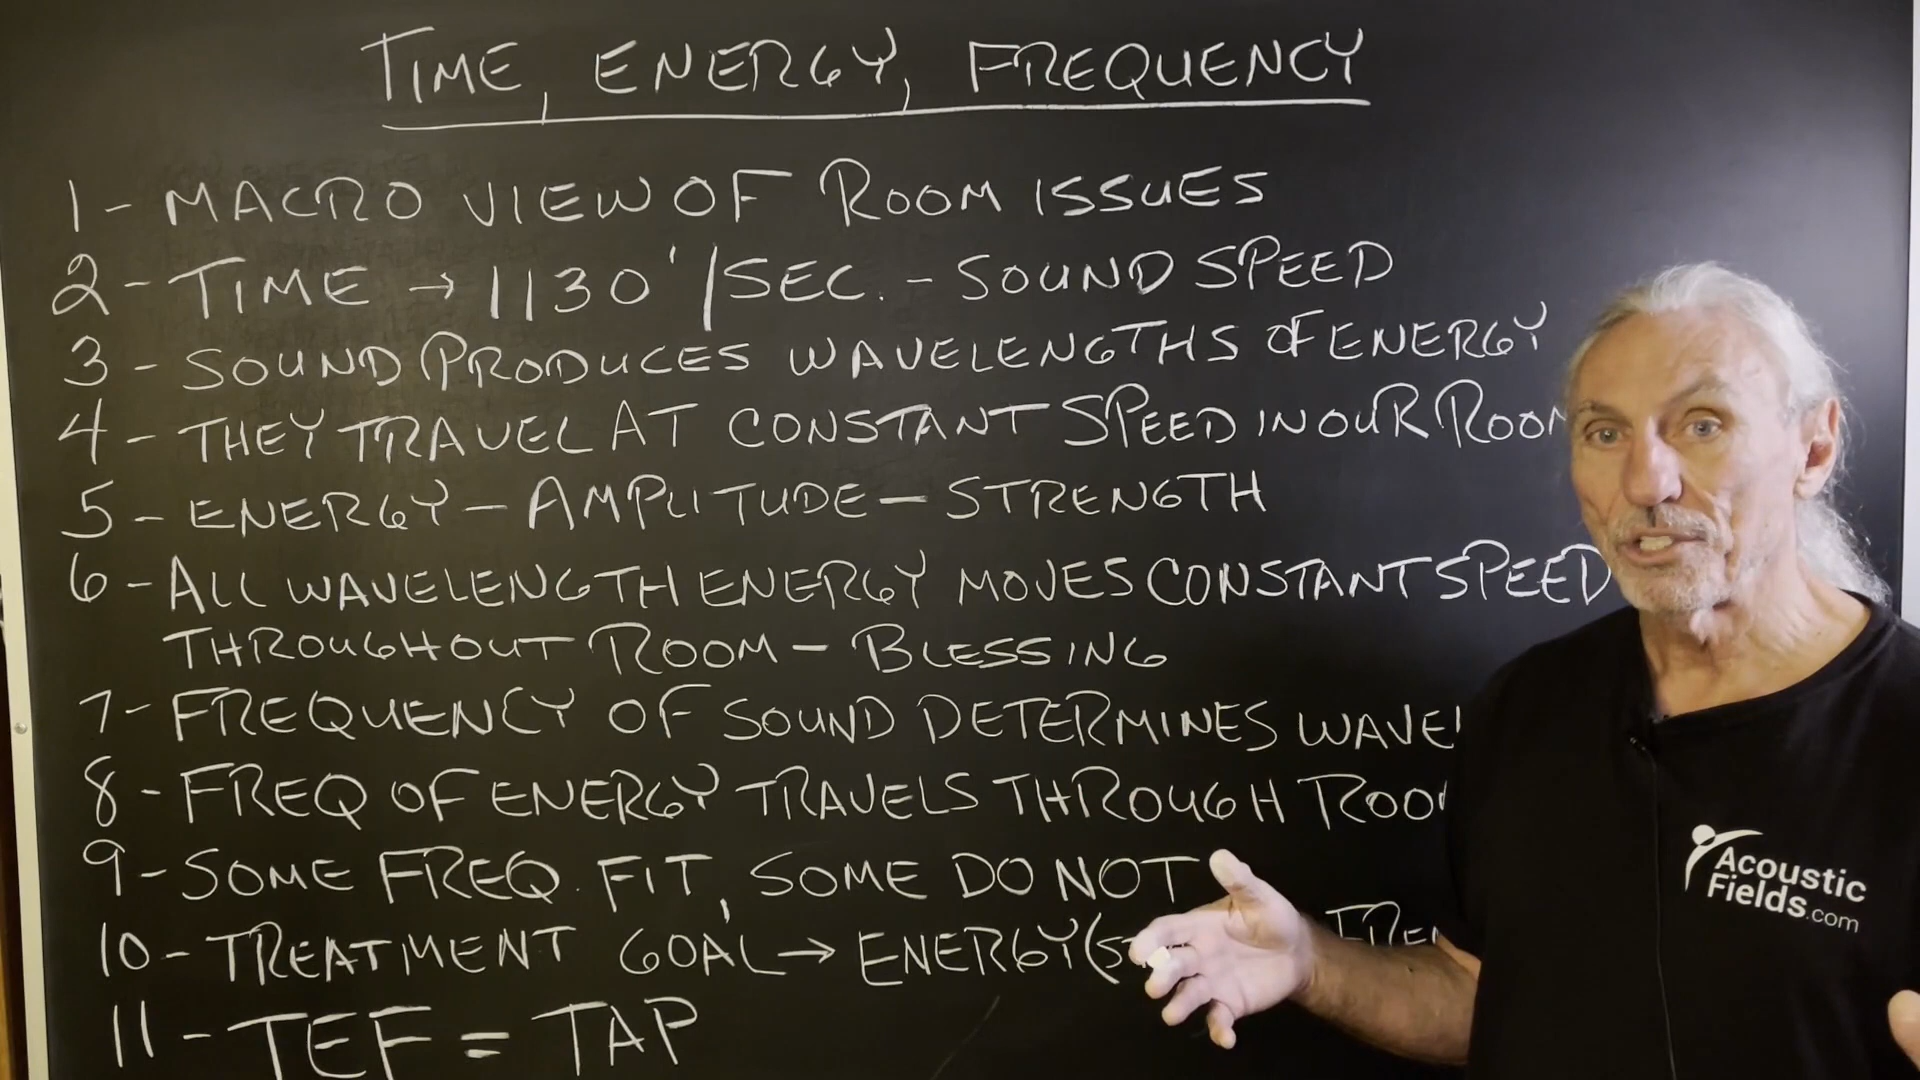 TIME, ENERGY, FREQUENCY
1 - MACRO VIEW OF ROOM ISSUES
2 - TIME → 1130'/SEC. - SOUND SPEED
3 - SOUND PRODUCES WAVELENGTHS OF ENERGY
4 - THEY TRAVEL AT CONSTANT SPEED IN OUR ROOM
5 - ENERGY - AMPLITUDE - STRENGTH
6 - ALL WAVELENGTH ENERGY MOVES CONSTANT SPEED
THROUGHOUT ROOM - BLESSING
7 - FREQUENCY OF SOUND DETERMINES WAVEL
8 - FREQ OF ENERGY TRAVELS THROUGH ROOM
9 - SOME FREQ. FIT, SOME DO NOT
10 - TREATMENT GOAL → ENERGY (S FRE
11 - TEF = TAP
Acoustic
Fields.com